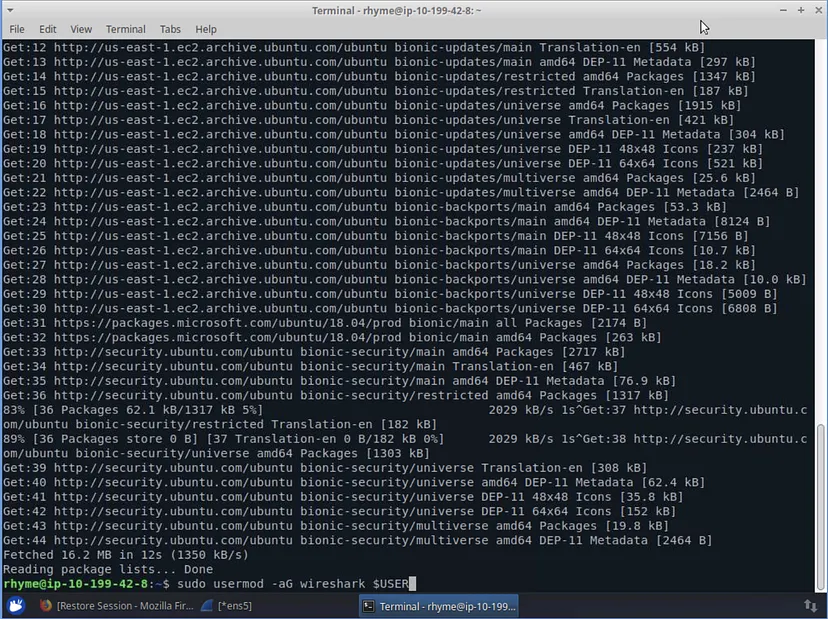 Terminal - rhyme@ip-10-199-42-8: ~
File Edit View Terminal Tabs Help
Get:12 http://us-east-1.ec2.archive.ubuntu.com/ubuntu bionic-updates/main Translation-en [554 kB]
Get:13 http://us-east-1.ec2.archive.ubuntu.com/ubuntu bionic-updates/main amd64 DEP-11 Metadata [297 kB]
Get:14 http://us-east-1.ec2.archive.ubuntu.com/ubuntu bionic-updates/restricted amd64 Packages [1347 kB]
Get:15 http://us-east-1.ec2.archive.ubuntu.com/ubuntu bionic-updates/restricted Translation-en [187 kB]
Get:16 http://us-east-1.ec2.archive.ubuntu.com/ubuntu bionic-updates/universe amd64 Packages [1915 kB]
Get:17 http://us-east-1.ec2.archive.ubuntu.com/ubuntu bionic-updates/universe Translation-en [421 kB]
Get:18 http://us-east-1.ec2.archive.ubuntu.com/ubuntu bionic-updates/universe amd64 DEP-11 Metadata [304 kB]
Get:19 http://us-east-1.ec2.archive.ubuntu.com/ubuntu bionic-updates/universe DEP-11 48x48 Icons [237 kB]
Get:20 http://us-east-1.ec2.archive.ubuntu.com/ubuntu bionic-updates/universe DEP-11 64x64 Icons [521 kB]
Get:21 http://us-east-1.ec2.archive.ubuntu.com/ubuntu bionic-updates/multiverse amd64 Packages [25.6 kB]
Get:22 http://us-east-1.ec2.archive.ubuntu.com/ubuntu bionic-updates/multiverse amd64 DEP-11 Metadata [2464 B]
Get:23 http://us-east-1.ec2.archive.ubuntu.com/ubuntu bionic-backports/main amd64 Packages [53.3 kB]
Get:24 http://us-east-1.ec2.archive.ubuntu.com/ubuntu bionic-backports/main amd64 DEP-11 Metadata [8124 B]
Get:25 http://us-east-1.ec2.archive.ubuntu.com/ubuntu bionic-backports/main DEP-11 48x48 Icons [7156 B]
Get:26 http://us-east-1.ec2.archive.ubuntu.com/ubuntu bionic-backports/main DEP-11 64x64 Icons [10.7 kB]
Get:27 http://us-east-1.ec2.archive.ubuntu.com/ubuntu bionic-backports/universe amd64 Packages [18.2 kB]
Get:28 http://us-east-1.ec2.archive.ubuntu.com/ubuntu bionic-backports/universe amd64 DEP-11 Metadata [10.0 kB]
Get:29 http://us-east-1.ec2.archive.ubuntu.com/ubuntu bionic-backports/universe DEP-11 48x48 Icons [5009 B]
Get:30 http://us-east-1.ec2.archive.ubuntu.com/ubuntu bionic-backports/universe DEP-11 64x64 Icons [6808 B]
Get:31 https://packages.microsoft.com/ubuntu/18.04/prod bionic/main all Packages [2174 B]
Get:32 https://packages.microsoft.com/ubuntu/18.04/prod bionic/main amd64 Packages [263 kB]
Get:33 http://security.ubuntu.com/ubuntu bionic-security/main amd64 Packages [2717 kB]
Get:34 http://security.ubuntu.com/ubuntu bionic-security/main Translation-en [467 kB]
Get:35 http://security.ubuntu.com/ubuntu bionic-security/main amd64 DEP-11 Metadata [76.9 kB]
Get:36 http://security.ubuntu.com/ubuntu bionic-security/restricted amd64 Packages [1317 kB]
83% [36 Packages 62.1 kB/1317 kB 5%] 2029 kB/s 1s^Get:37 http://security.ubuntu.c
om/ubuntu bionic-security/restricted Translation-en [182 kB]
89% [36 Packages store 0 B] [37 Translation-en 0 B/182 kB 0%] 2029 kB/s 1s^Get:38 http://security.ubuntu.c
om/ubuntu bionic-security/universe amd64 Packages [1303 kB]
Get:39 http://security.ubuntu.com/ubuntu bionic-security/universe Translation-en [308 kB]
Get:40 http://security.ubuntu.com/ubuntu bionic-security/universe amd64 DEP-11 Metadata [62.4 kB]
Get:41 http://security.ubuntu.com/ubuntu bionic-security/universe DEP-11 48x48 Icons [35.8 kB]
Get:42 http://security.ubuntu.com/ubuntu bionic-security/universe DEP-11 64x64 Icons [152 kB]
Get:43 http://security.ubuntu.com/ubuntu bionic-security/multiverse amd64 Packages [19.8 kB]
Get:44 http://security.ubuntu.com/ubuntu bionic-security/multiverse amd64 DEP-11 Metadata [2464 B]
Fetched 16.2 MB in 12s (1350 kB/s)
Reading package lists... Done
rhyme@ip-10-199-42-8:~$ sudo usermod -aG wireshark $USER
[Restore Session - Mozilla Fir... [*ens5] Terminal - rhyme@ip-10-199...